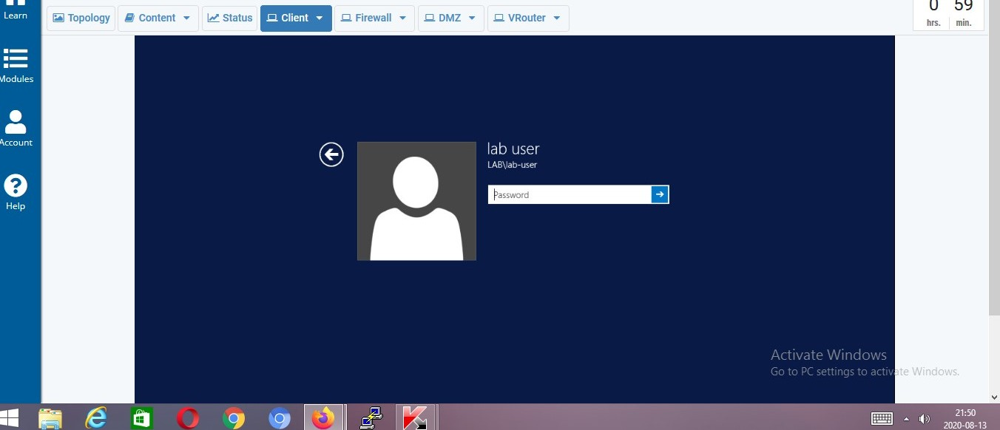 Learn
Modules
Account
Help
Topology
Content
Status
Client
Firewall
DMZ
VRouter
0 59
hrs. min.
lab user
LAB\lab-user
Password
Activate Windows
Go to PC settings to activate Windows.
21:50
2020-08-13